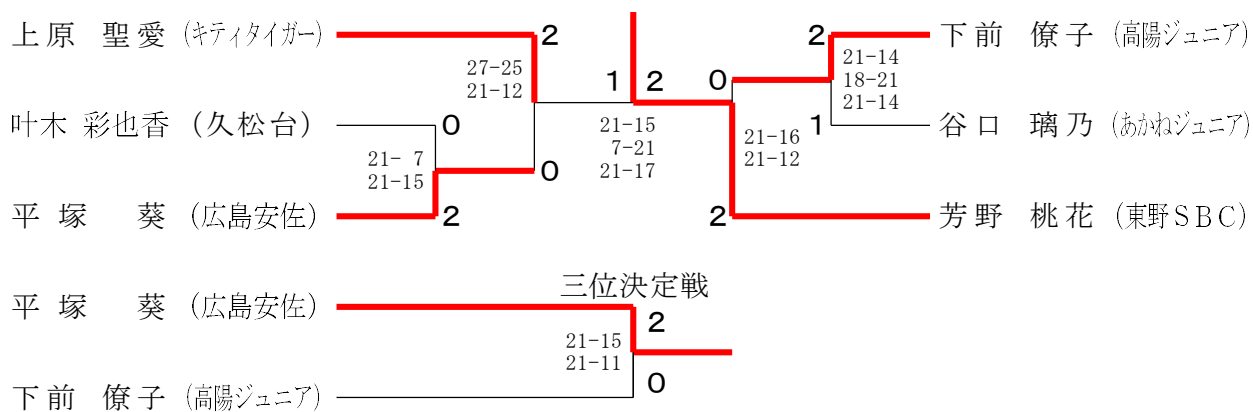 上原 聖愛 (キティタイガー) 2 2 下前 僚子 (高陽ジュニア)
27-25
21-12
1 2 0
21-14
18-21
21-14
叶木 彩也香 (久松台) 0 1 谷口 璃乃 (あかねジュニア)
21- 7
21-15
0
21-15
7-21
21-17
21-16
21-12
平塚 葵 (広島安佐) 2 2 芳野 桃花 (東野SBC)
三位決定戦
平塚 葵 (広島安佐) 2
21-15
21-11
下前 僚子 (高陽ジュニア) 0